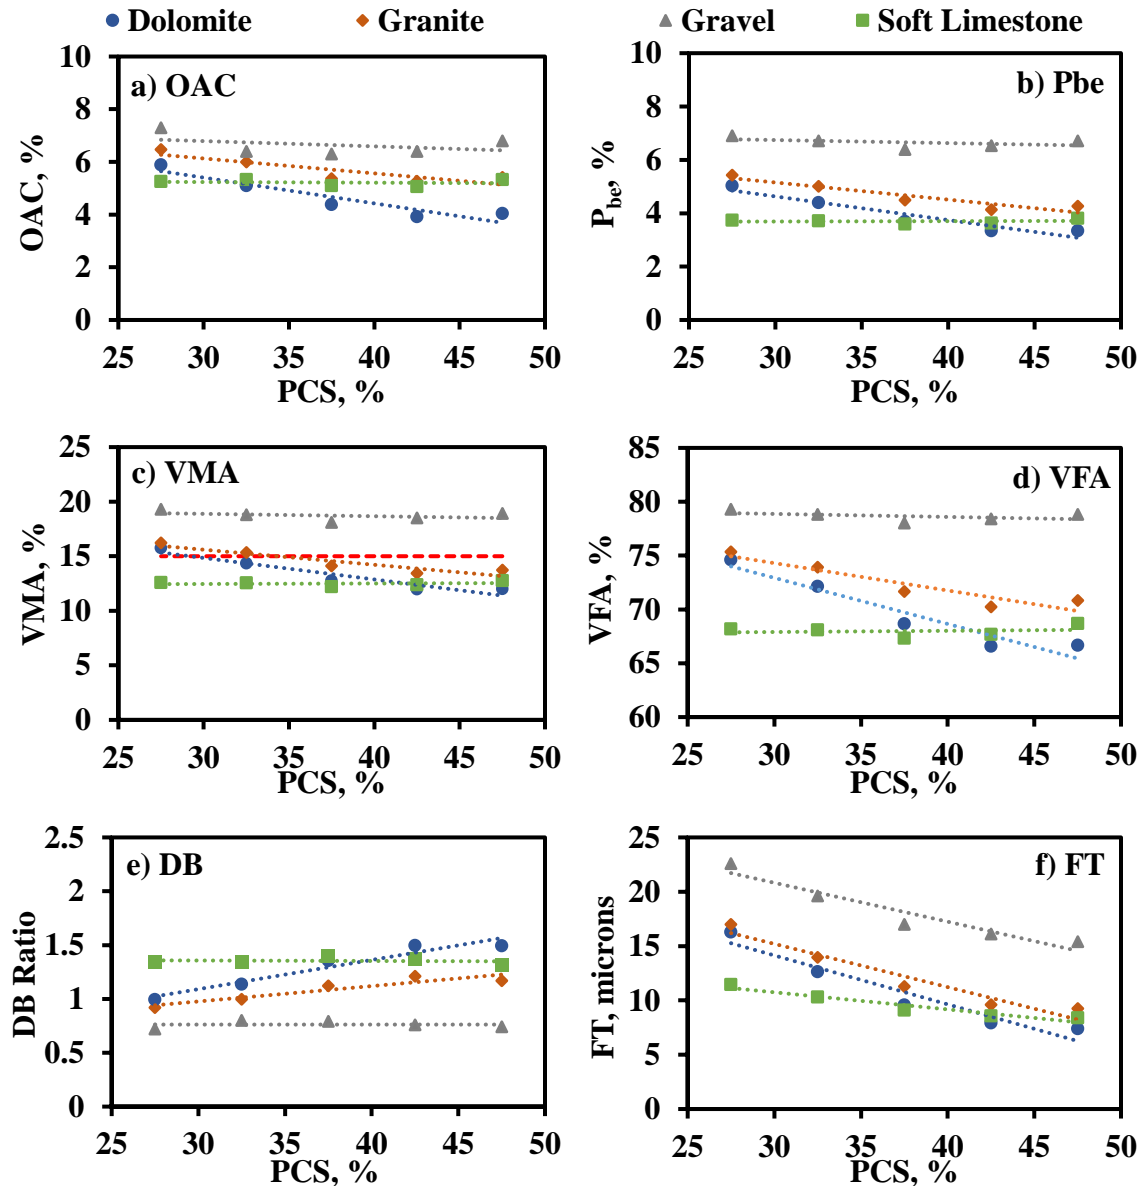 Dolomite Granite Gravel Soft Limestone
a) OAC
OAC, %
10
8
6
4
2
0
25 30 35 40 45 50
PCS, %
b) Pbe
Pbe, %
10
8
6
4
2
0
25 30 35 40 45 50
PCS, %
c) VMA
VMA, %
25
20
15
10
5
0
25 30 35 40 45 50
PCS, %
d) VFA
VFA, %
85
80
75
70
65
60
25 30 35 40 45 50
PCS, %
e) DB
DB Ratio
2.5
2
1.5
1
0.5
0
25 30 35 40 45 50
PCS, %
f) FT
FT, microns
25
20
15
10
5
0
25 30 35 40 45 50
PCS, %